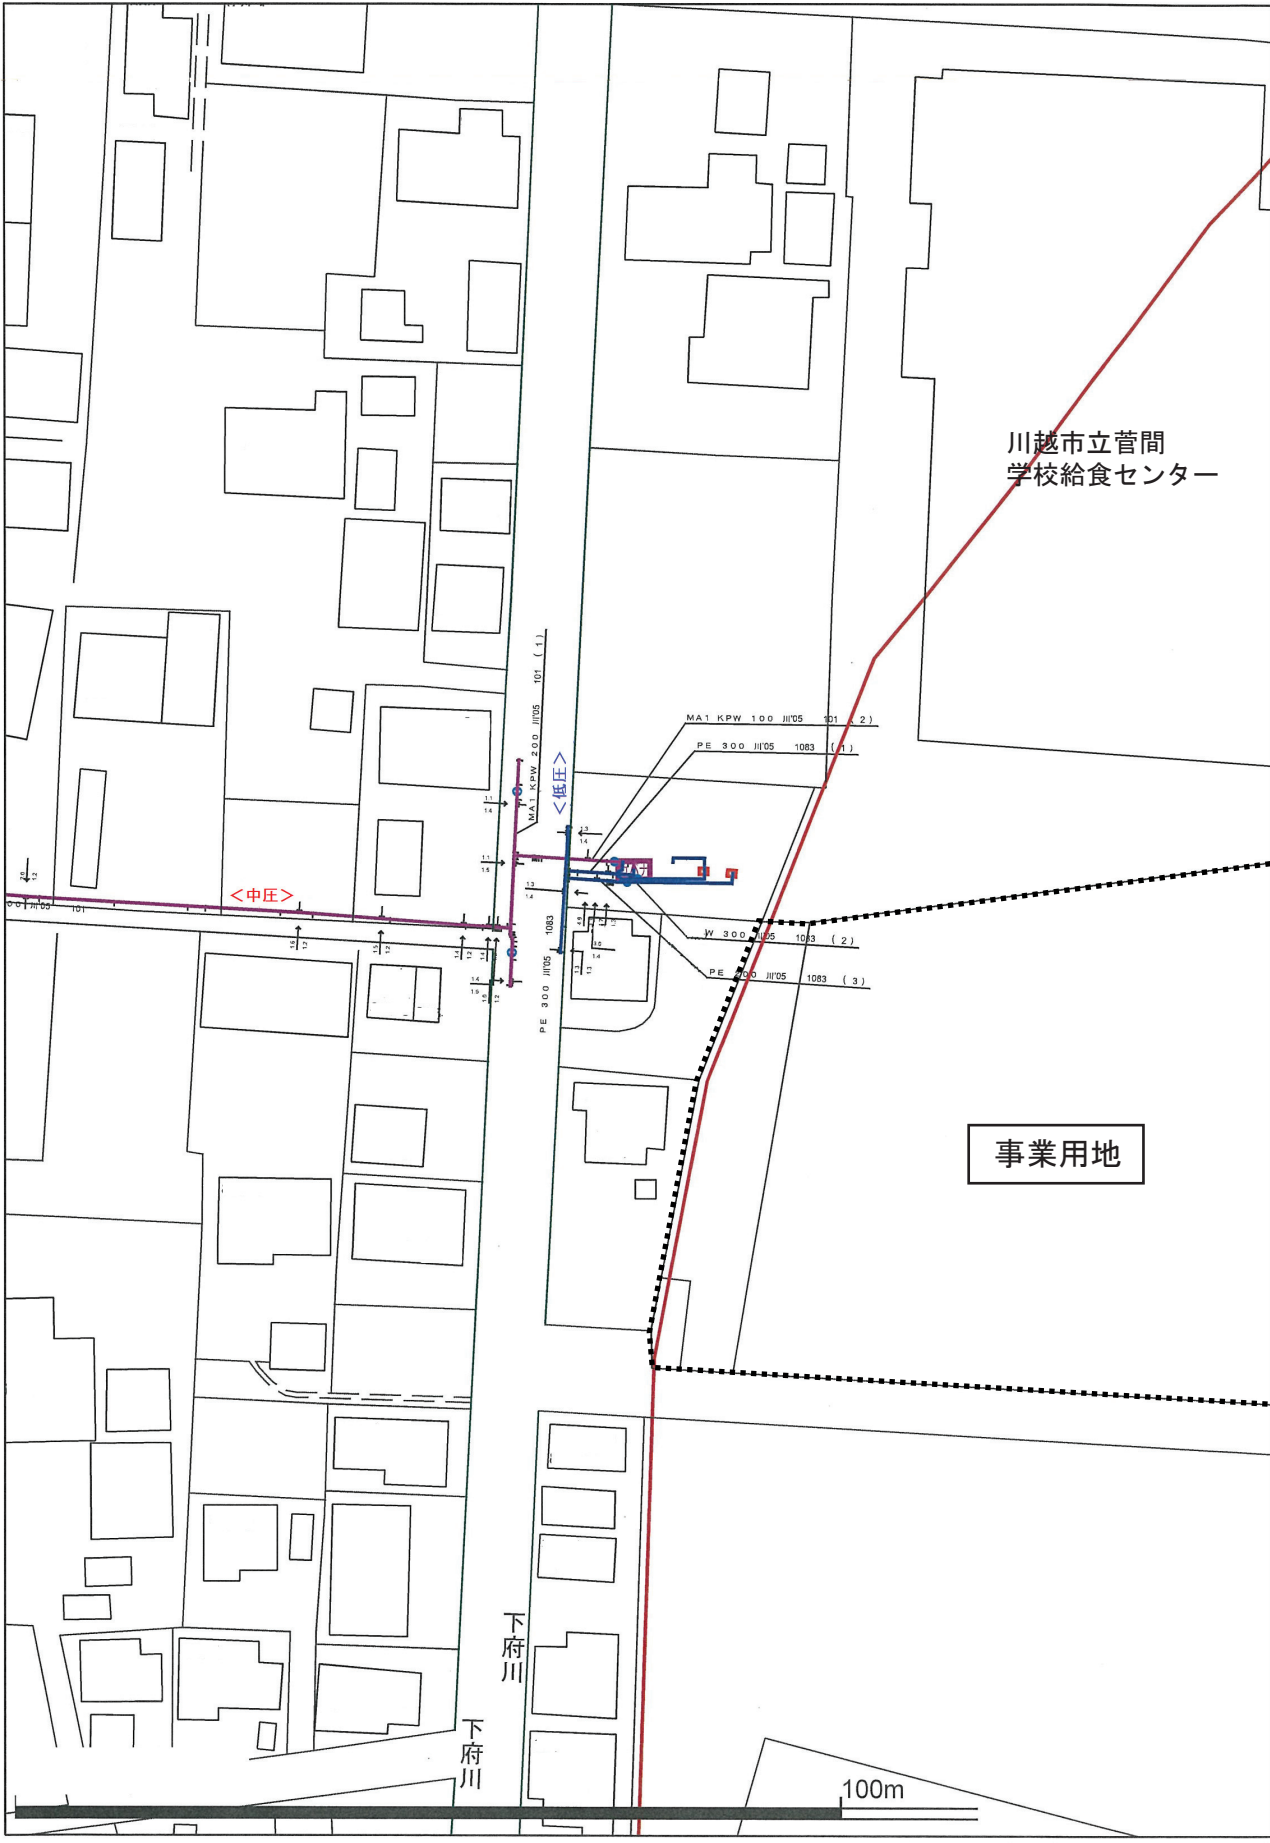 川越市立菅間
学校給食センター
MA1 KPW 200 川'05 101 (1)
<低圧>
MA1 KPW 100 川'05 101 (2)
PE 300 川'05 1083 (1)
<中圧>
101
W 300 川'05 1083 (2)
PE 200 川'05 1083 (3)
PE 300 川'05 1083
事業用地
下府川
下府川
100m